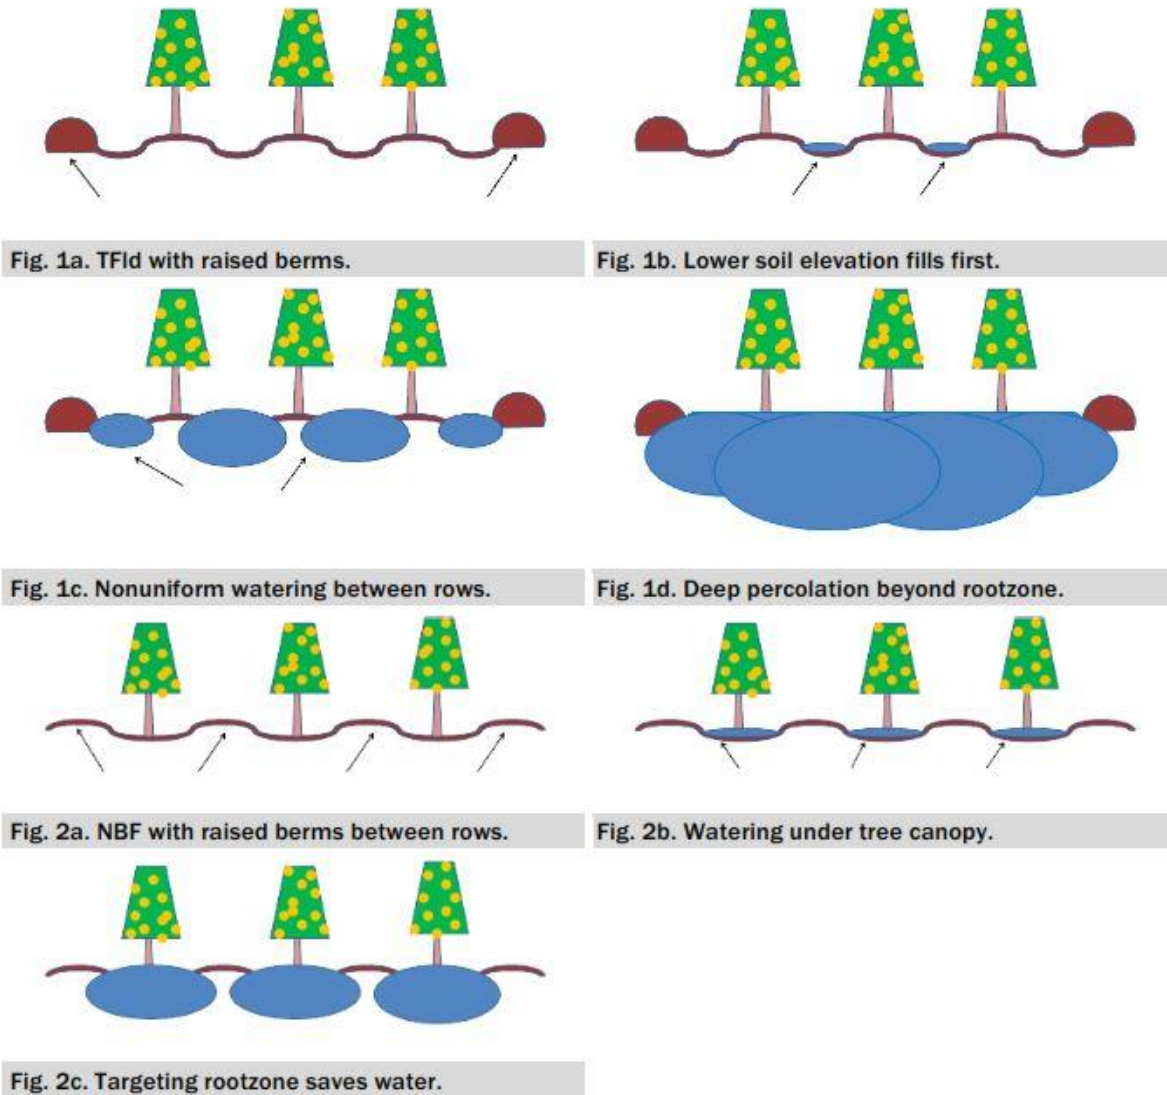 Fig. 1a. TFld with raised berms.
Fig. 1b. Lower soil elevation fills first.
Fig. 1c. Nonuniform watering between rows.
Fig. 1d. Deep percolation beyond rootzone.
Fig. 2a. NBF with raised berms between rows.
Fig. 2b. Watering under tree canopy.
Fig. 2c. Targeting rootzone saves water.